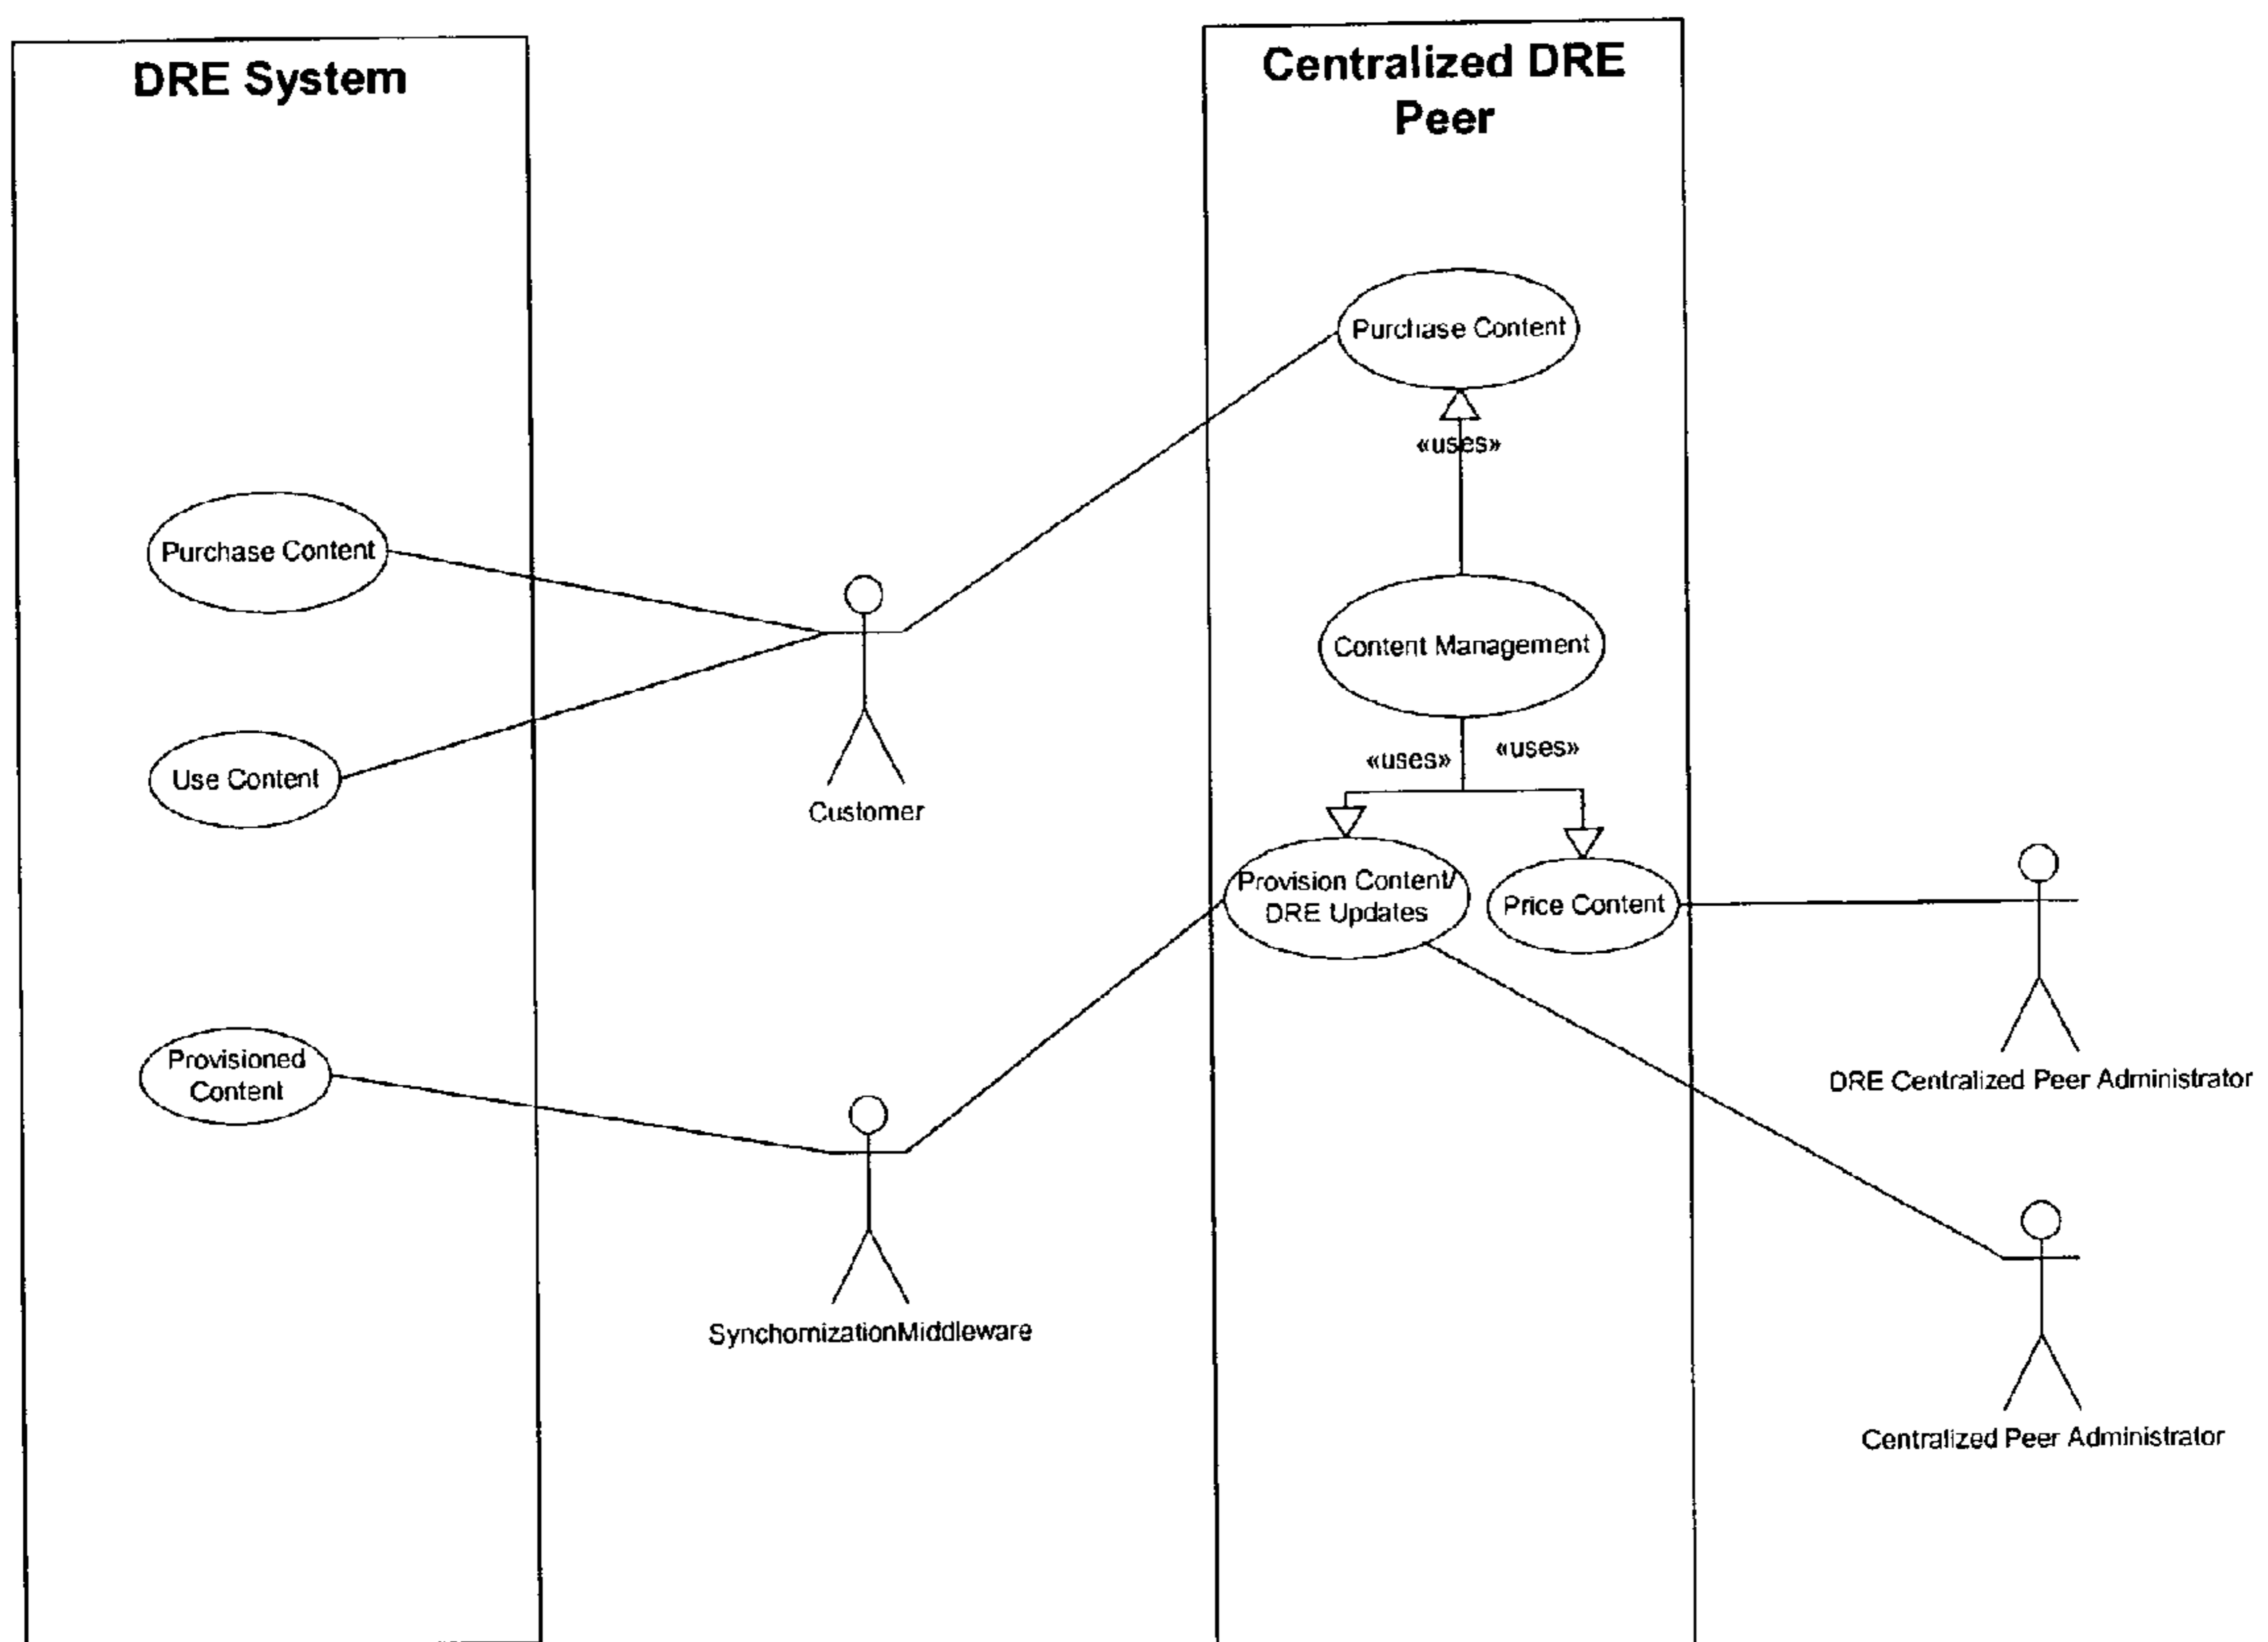 DRE System
Purchase Content
Use Content
Provisioned
Content
Customer
SynchornizationMiddleware
Centralized DRE
Peer
Purchase Content
«uses»
Content Management
«uses»
«uses»
Provision Content/
DRE Updates
Price Content
DRE Centralized Peer Administrator
Centralized Peer Administrator